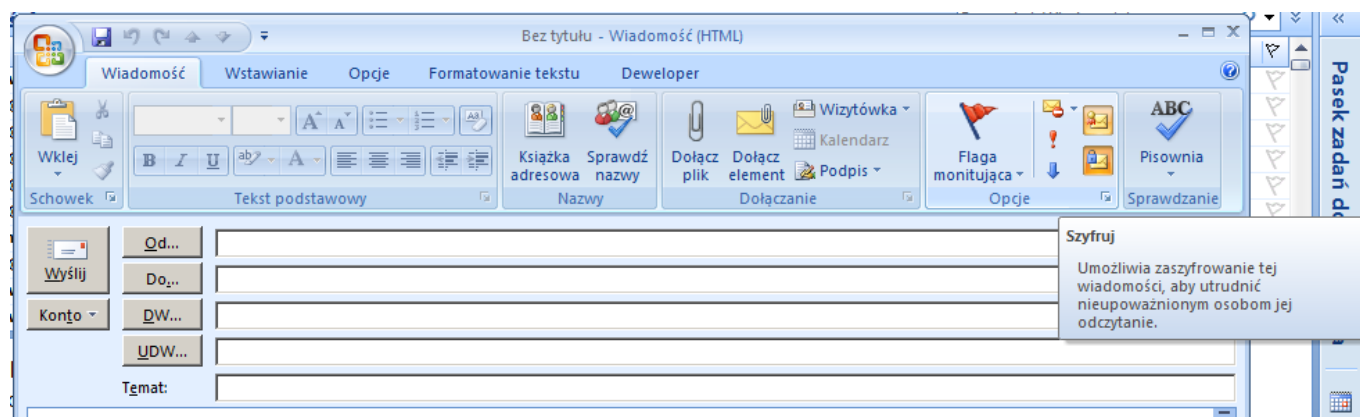 Bez tytułu - Wiadomość (HTML)
Wiadomość Wstawianie Opcje Formatowanie tekstu Deweloper
Wklej
Schowek
A A
B I U ab A
Tekst podstawowy
Książka adresowa
Sprawdź nazwy
Nazwy
Dołącz plik
Dołącz element
Wizytówka
Kalendarz
Podpis
Dołączanie
Flaga monitująca
Opcje
ABC
Pisownia
Sprawdzanie
Wyślij
Konto
Od...
Do...
DW...
UDW...
Temat:
Szyfruj
Umożliwia zaszyfrowanie tej
wiadomości, aby utrudnić
nieupoważnionym osobom jej
odczytanie.
Pasek zadań do